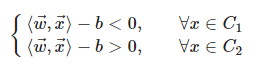 ⟨w⃗, x⃗⟩ − b < 0, ∀x ∈ C₁
⟨w⃗, x⃗⟩ − b > 0, ∀x ∈ C₂